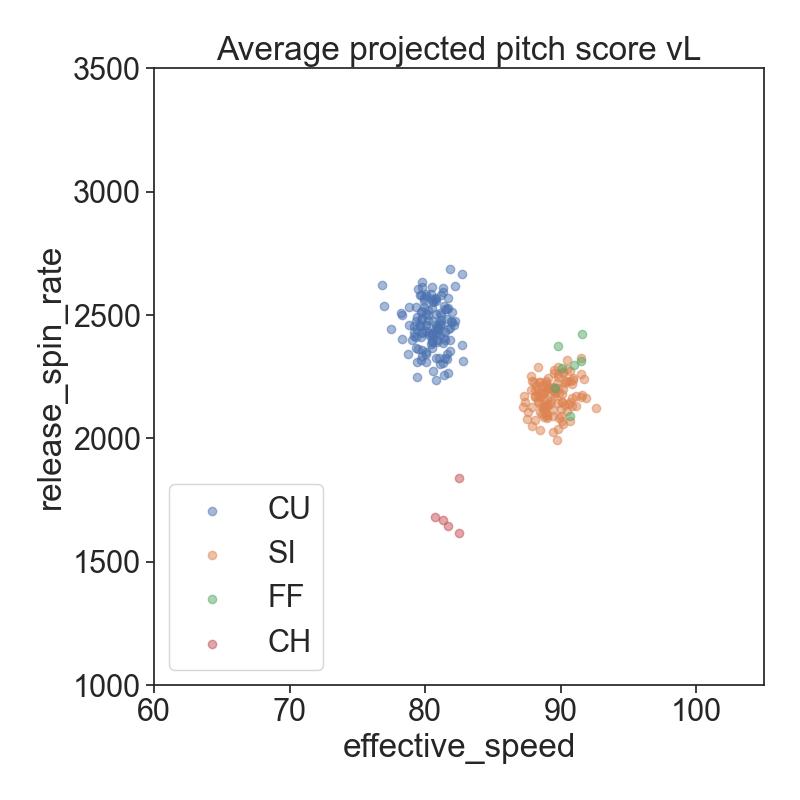 Average projected pitch score vL
3500
3000
2500
2000
1500
1000
release_spin_rate
CU
SI
FF
CH
60 70 80 90 100
effective_speed